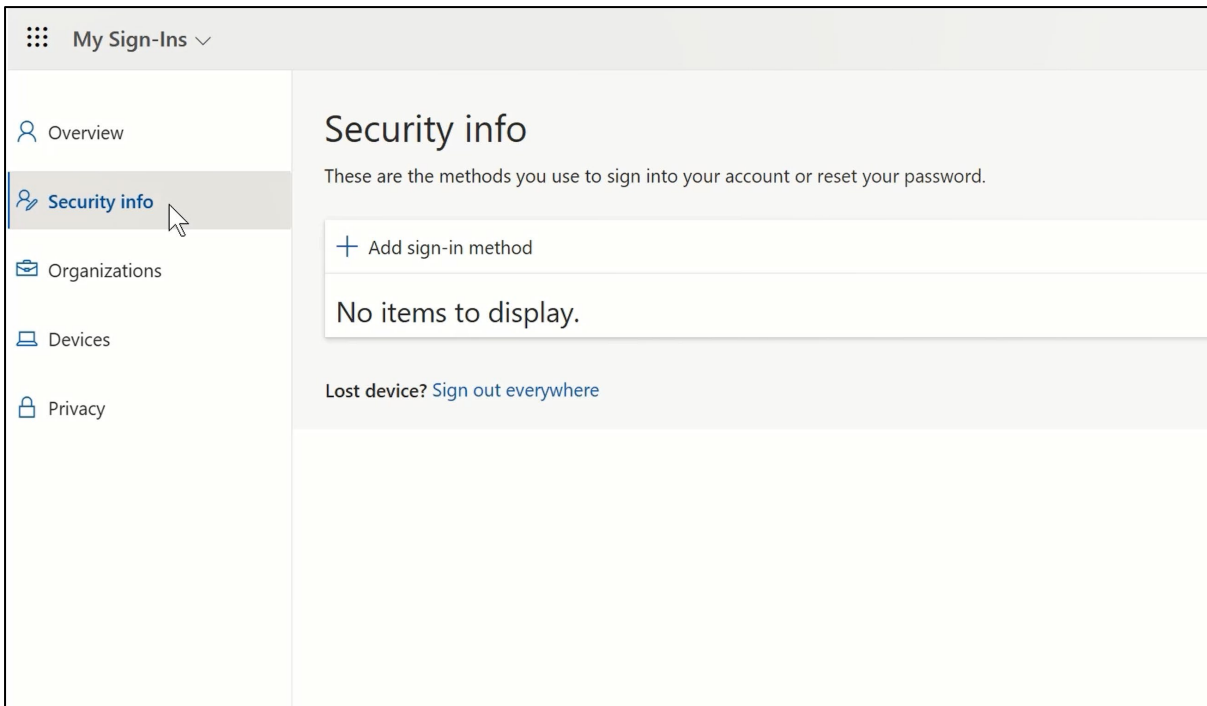 My Sign-Ins
Overview
Security info
Organizations
Devices
Privacy
Security info
These are the methods you use to sign into your account or reset your password.
Add sign-in method
No items to display.
Lost device? Sign out everywhere